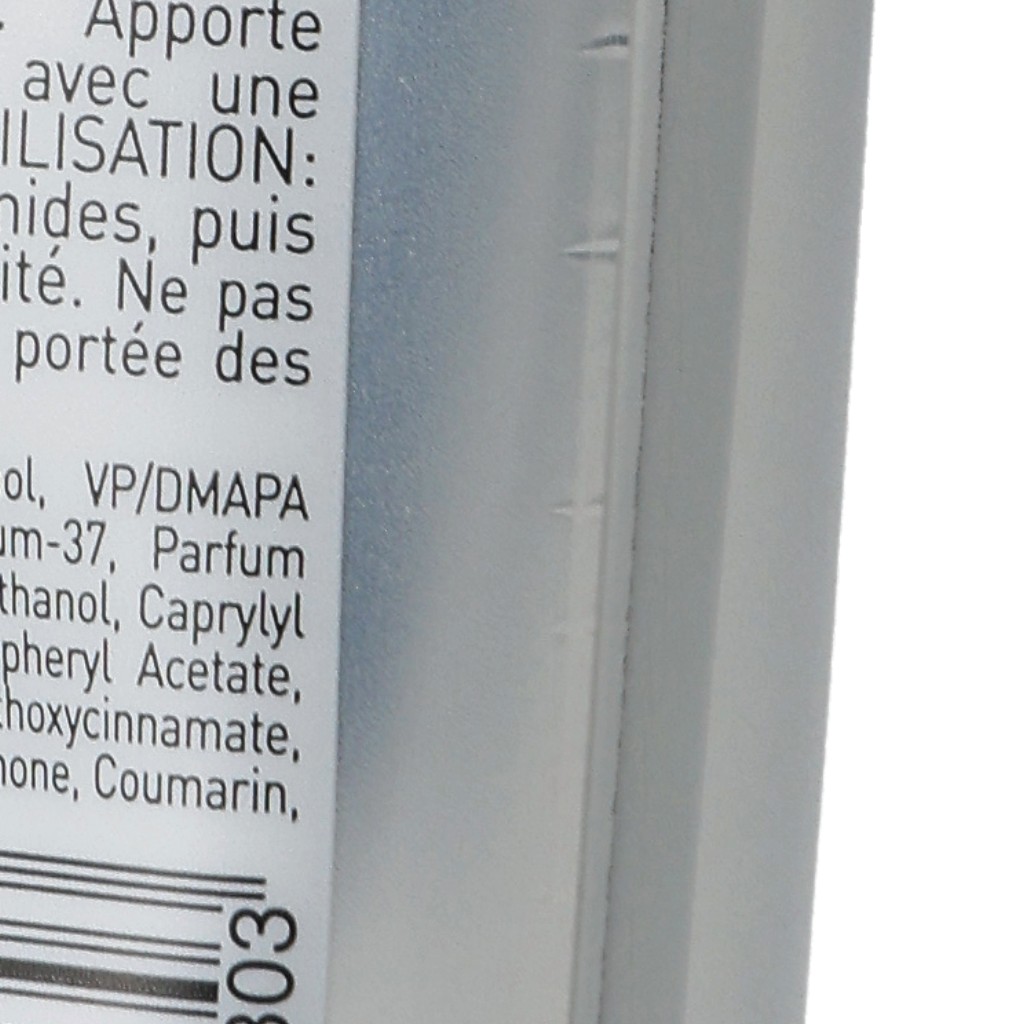 Apporte
avec une
ILISATION:
mides, puis
ité. Ne pas
portée des
ol, VP/DMAPA
um-37, Parfum
thanol, Caprylyl
pheryl Acetate,
thoxycinnamate,
none, Coumarin,
303